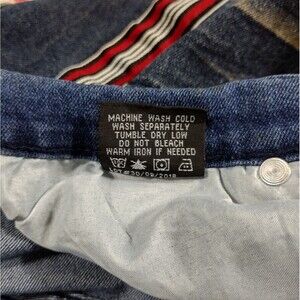 MACHINE WASH COLD
WASH SEPARATELY
TUMBLE DRY LOW
DO NOT BLEACH
WARM IRON IF NEEDED
30/09/2018